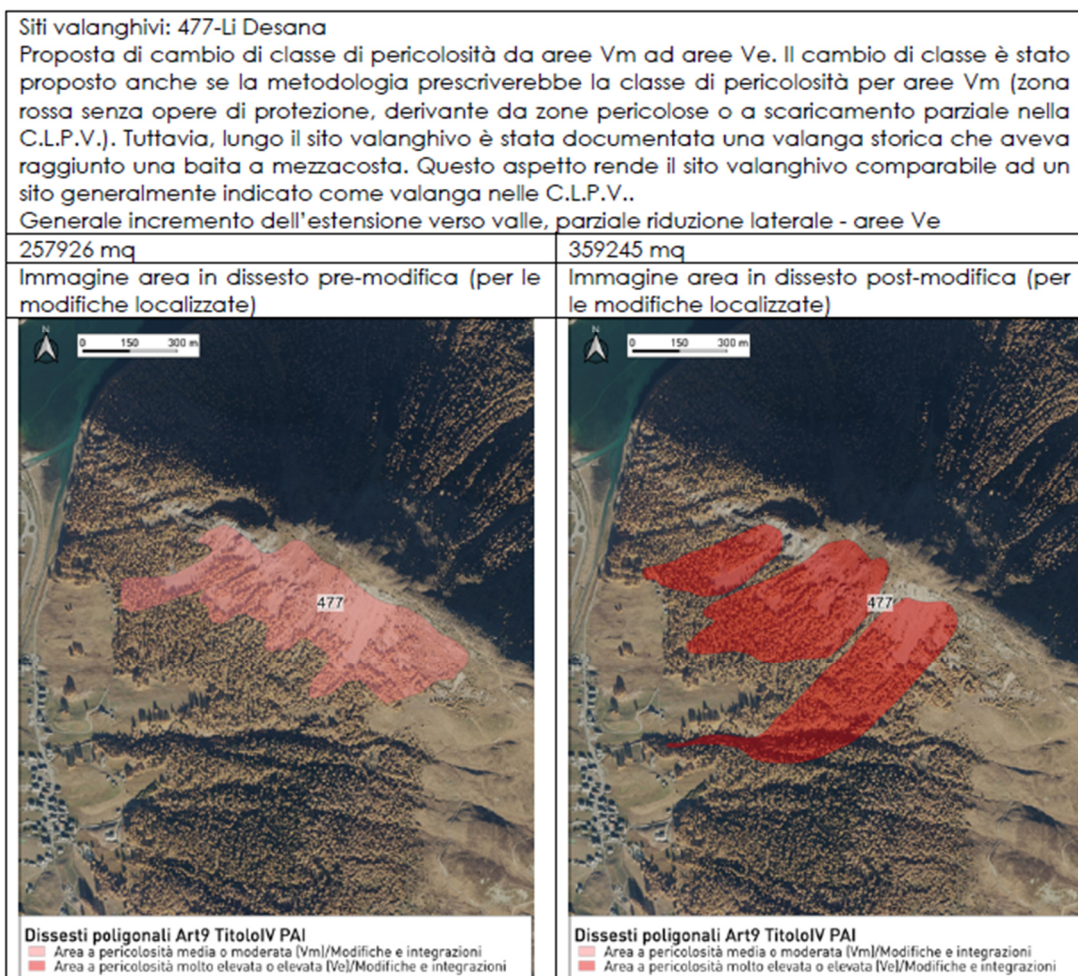 Siti valanghivi: 477-Li Desana
Proposta di cambio di classe di pericolosità da aree Vm ad aree Ve. Il cambio di classe è stato
proposto anche se la metodologia prescriverebbe la classe di pericolosità per aree Vm (zona
rossa senza opere di protezione, derivante da zone pericolose o a scaricamento parziale nella
C.L.P.V.). Tuttavia, lungo il sito valanghivo è stata documentata una valanga storica che aveva
raggiunto una baita a mezzacosta. Questo aspetto rende il sito valanghivo comparabile ad un
sito generalmente indicato come valanga nelle C.L.P.V..
Generale incremento dell'estensione verso valle, parziale riduzione laterale - aree Ve
257926 mq
Immagine area in dissesto pre-modifica (per le
modifiche localizzate)
N
0 150 300 m
477
Dissesti poligonali Art9 TitoloIV PAI
Area a pericolosità media o moderata (Vm)/Modifiche e integrazioni
Area a pericolosità molto elevata o elevata (Ve)/Modifiche e integrazioni
359245 mq
Immagine area in dissesto post-modifica (per
le modifiche localizzate)
N
0 150 300 m
477
Dissesti poligonali Art9 TitoloIV PAI
Area a pericolosità media o moderata (Vm)/Modifiche e integrazioni
Area a pericolosità molto elevata o elevata (Ve)/Modifiche e integrazioni